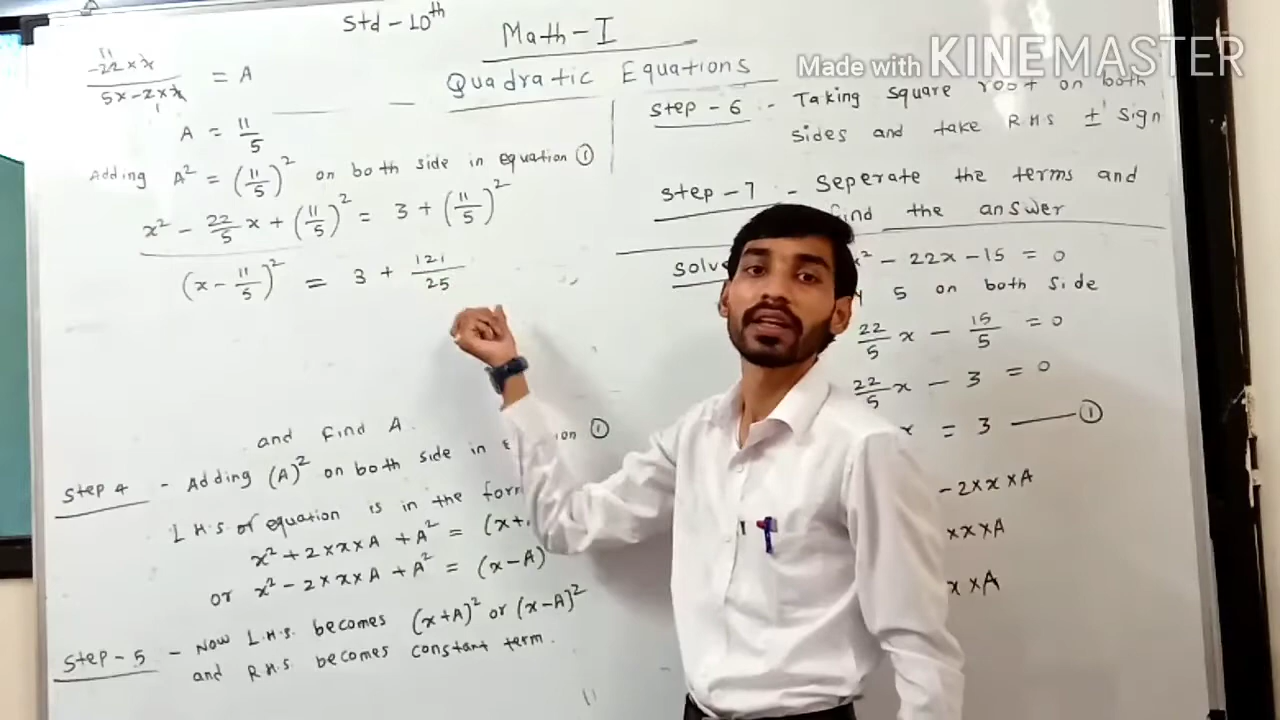 Std - 10th
Math - I
Quadratic Equations
Made with KINEMASTER
-22 × x / 5x - 2 × x = A
11
1
A = 11/5
Adding A² = (11/5)² on both side in equation ①
x² - 22/5 x + (11/5)² = 3 + (11/5)²
(x - 11/5)² = 3 + 121/25
and find A.
Step 4 - Adding (A)² on both side in ①
L.H.S. of equation is in the
x² + 2×x×A + A² = (x+
or x² - 2×x×A + A² = (x-A)
Step - 5 - Now L.H.S. becomes (x+A)² or (x-A)²
and R.H.S. becomes constant term.
Step - 6 - Taking square root on both
sides and take RHS ± sign
Step - 7 - Seperate the terms and
find the answer
² - 22x - 15 = 0
5 on both side
22/5 x - 15/5 = 0
22/5 x - 3 = 0
x = 3 —— ①
- 2×x×A
×x×A
x×A